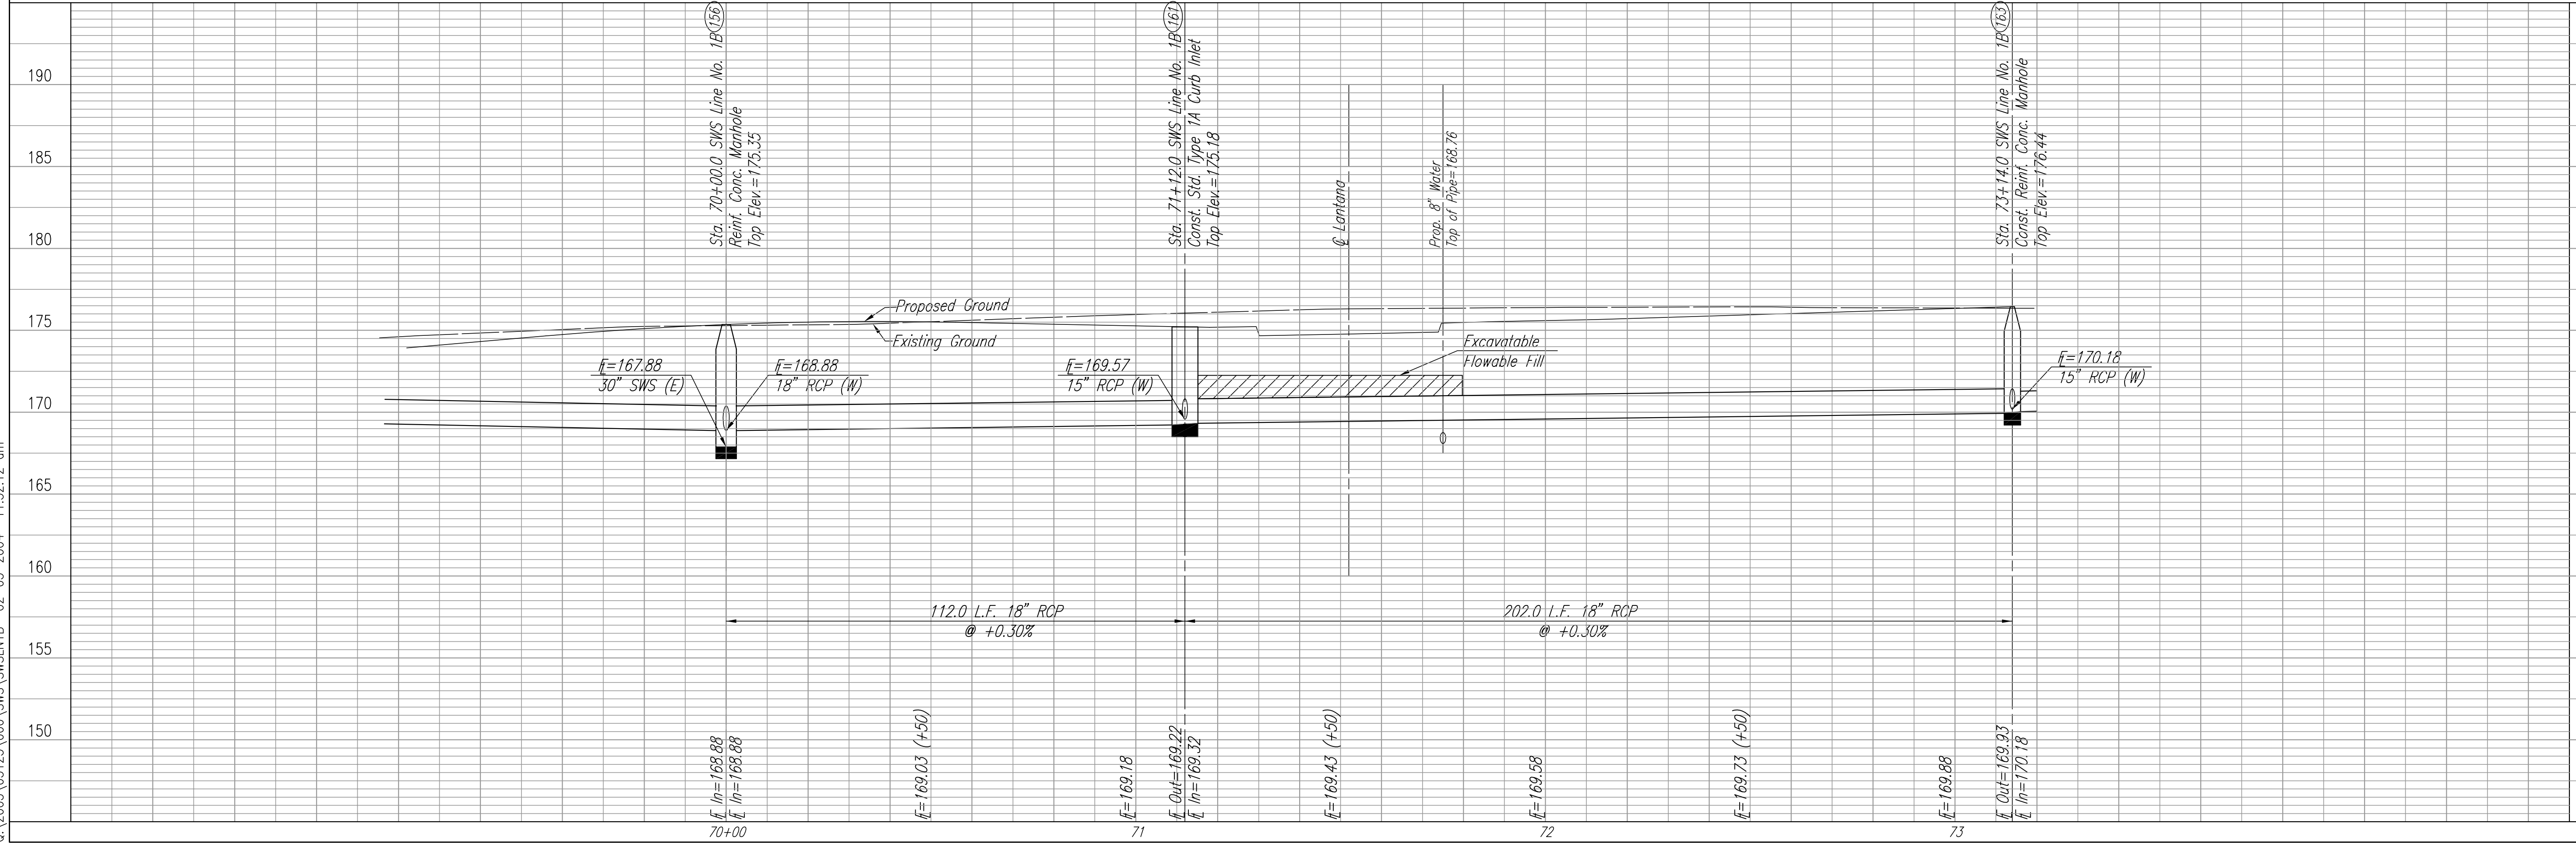 190
185
180
175
170
165
160
155
150
156
Sta. 70+00.0 SWS Line No. 1B
Reinf. Conc. Manhole
Top Elev.=175.35
161
Sta. 71+12.0 SWS Line No. 1B
Const. Std. Type 1A Curb Inlet
Top Elev.=175.18
℄ Lantana
Prop. 8" Water
Top of Pipe=168.76
163
Sta. 73+14.0 SWS Line No. 1B
Const. Reinf. Conc. Manhole
Top Elev.=176.44
Proposed Ground
Existing Ground
FL=167.88
30" SWS (E)
FL=168.88
18" RCP (W)
FL=169.57
15" RCP (W)
Excavatable
Flowable Fill
FL=170.18
15" RCP (W)
112.0 L.F. 18" RCP
@ +0.30%
202.0 L.F. 18" RCP
@ +0.30%
FL In=168.88
FL In=168.88
FL=169.03 (+50)
FL=169.18
FL Out=169.22
FL In=169.32
FL=169.43 (+50)
FL=169.58
FL=169.73 (+50)
FL=169.88
FL Out=169.93
FL In=170.18
70+00
71
72
73